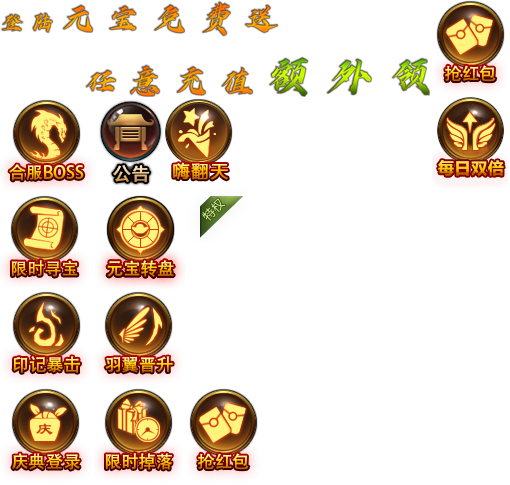 登陆元宝免费送
抢红包
任意充值额外领
合服BOSS
公告
嗨翻天
每日双倍
限时寻宝
元宝转盘
特权
印记暴击
羽翼晋升
庆
庆典登录
限时掉落
抢红包